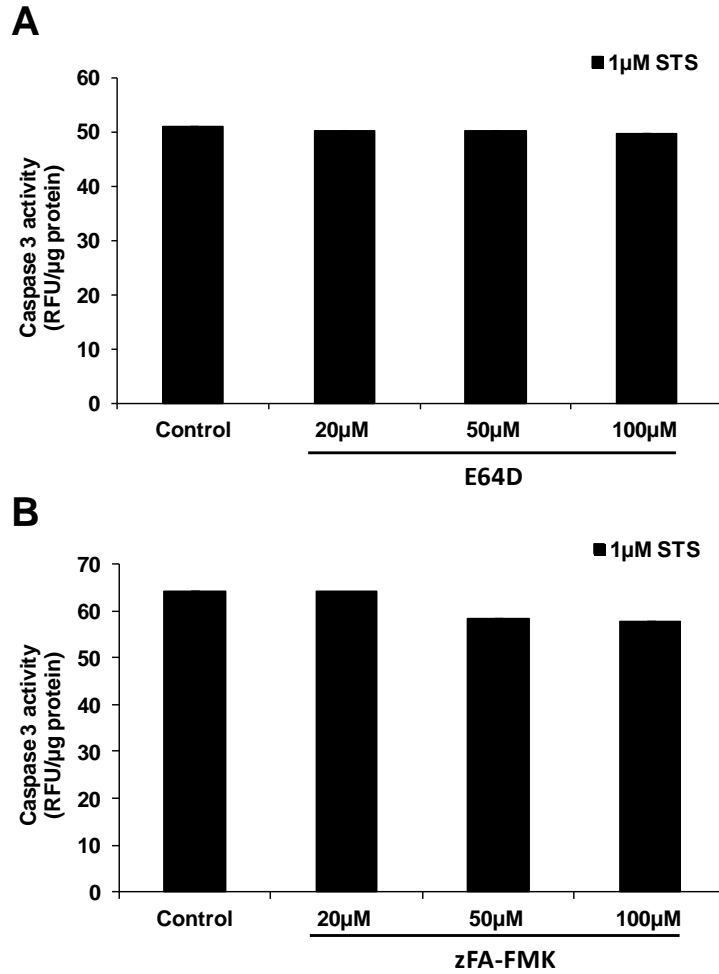 A
1µM STS
60
50
40
30
20
10
0
Caspase 3 activity
(RFU/µg protein)
Control 20µM 50µM 100µM
E64D
B
1µM STS
70
60
50
40
30
20
10
0
Caspase 3 activity
(RFU/µg protein)
Control 20µM 50µM 100µM
zFA-FMK